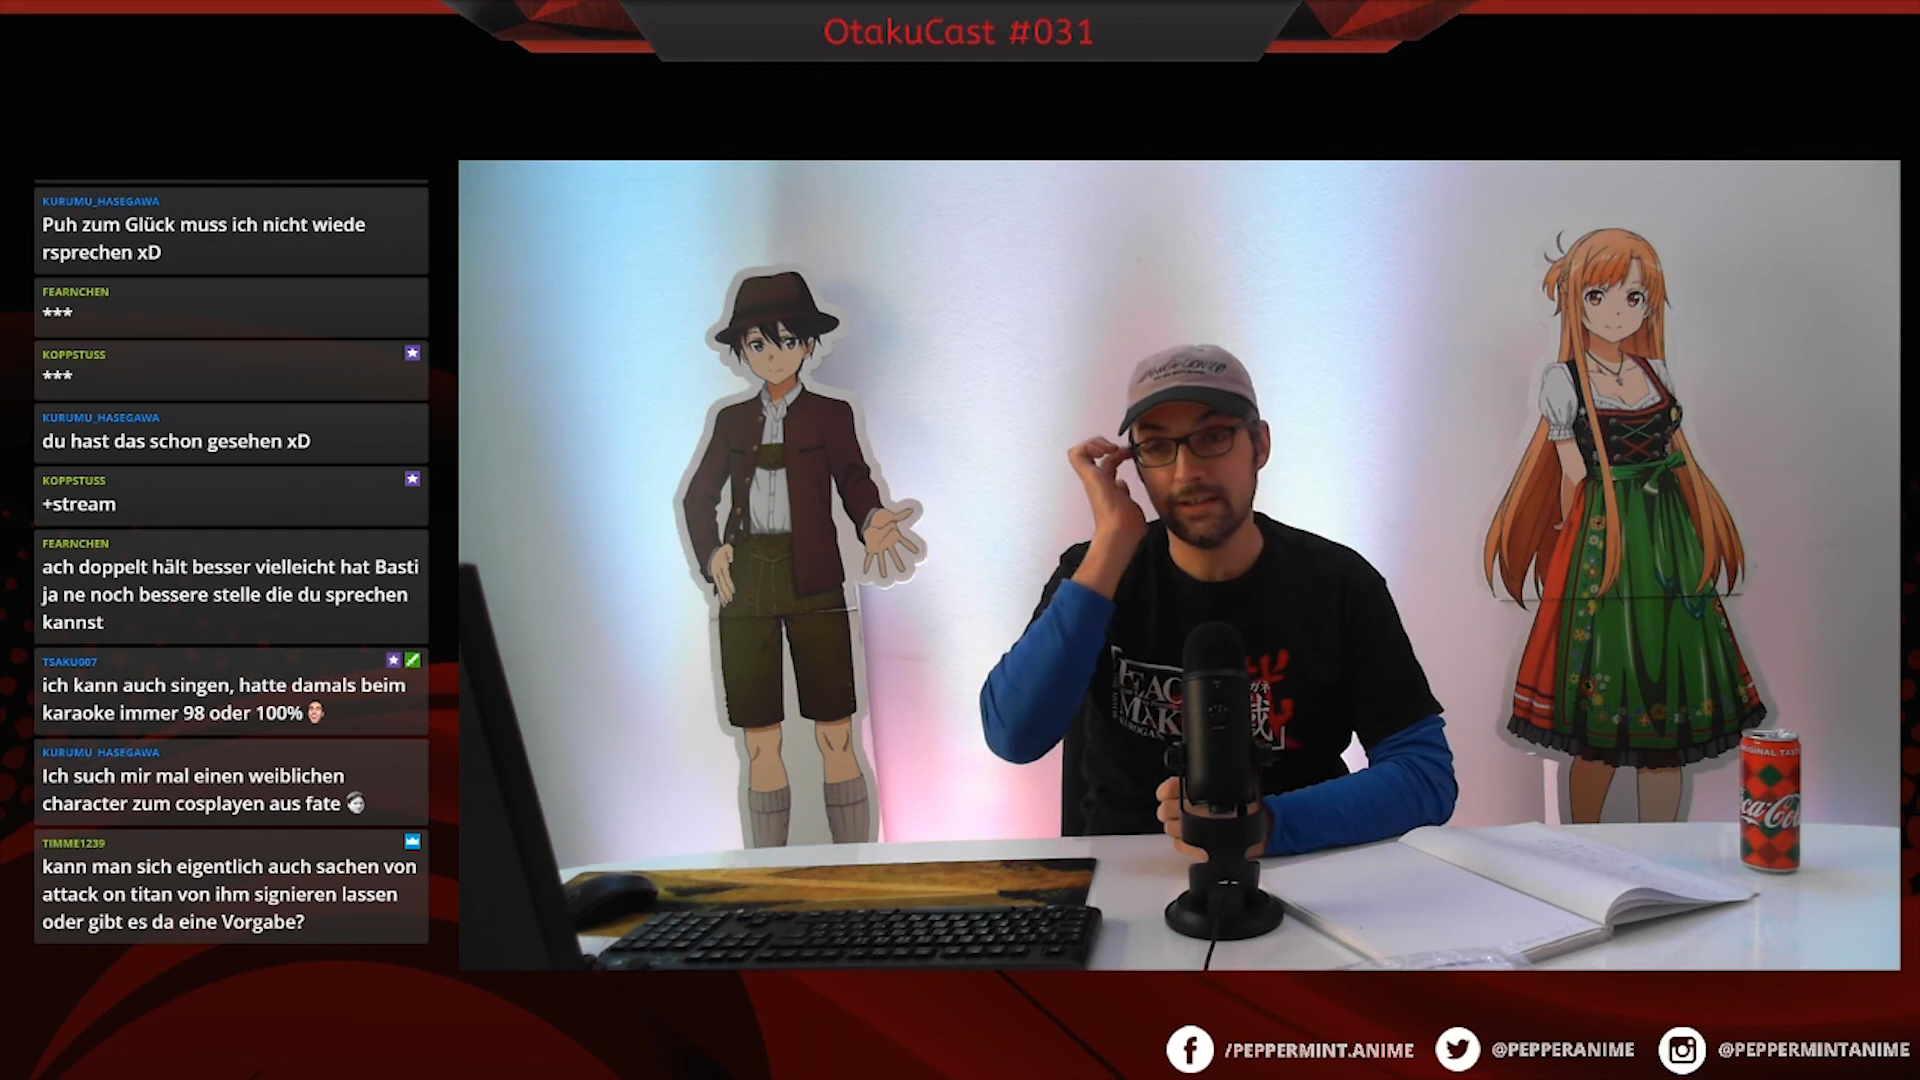 OtakuCast #031
KURUMU_HASEGAWA
Puh zum Glück muss ich nicht wiede
rsprechen xD
FEARNCHEN
***
KOPPSTUSS
***
KURUMU_HASEGAWA
du hast das schon gesehen xD
KOPPSTUSS
+stream
FEARNCHEN
ach doppelt hält besser vielleicht hat Basti
ja ne noch bessere stelle die du sprechen
kannst
TSAKU007
ich kann auch singen, hatte damals beim
karaoke immer 98 oder 100%
KURUMU_HASEGAWA
Ich such mir mal einen weiblichen
character zum cosplayen aus fate
TIMME1239
kann man sich eigentlich auch sachen von
attack on titan von ihm signieren lassen
oder gibt es da eine Vorgabe?
/PEPPERMINT.ANIME
@PEPPERANIME
@PEPPERMINTANIME